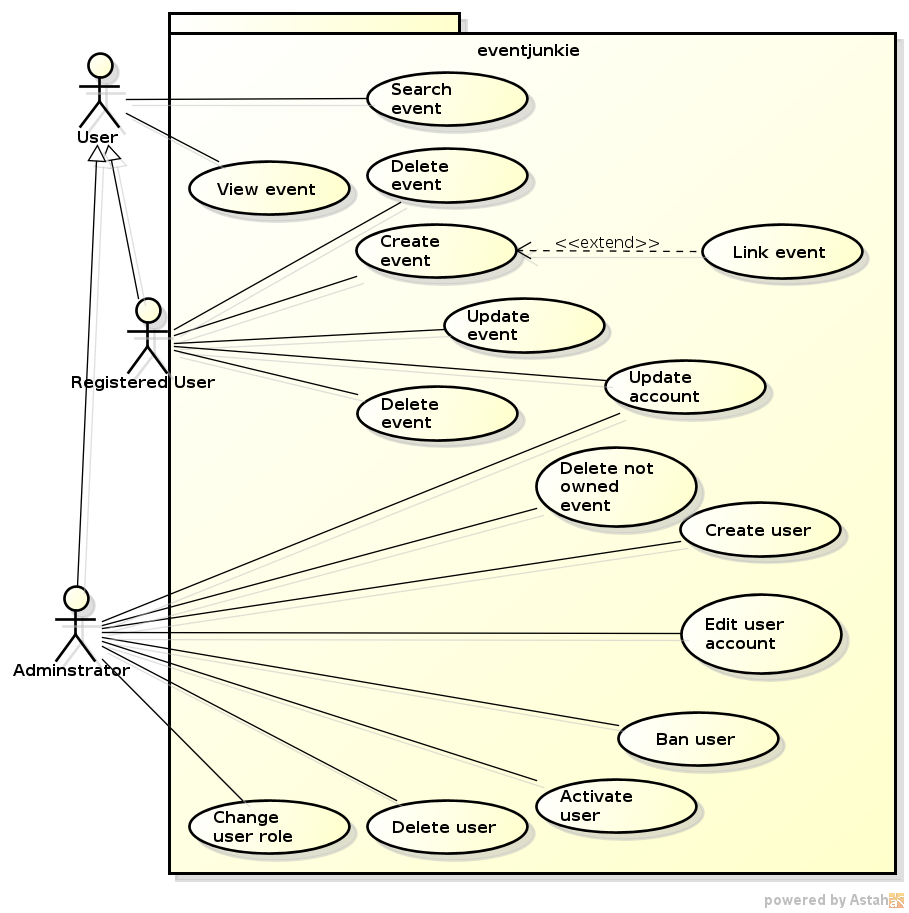 eventjunkie
Search
event
User
Delete
event
View event
Create
event
<<extend>>
Link event
Update
event
Registered User
Update
account
Delete
event
Delete not
owned
event
Create user
Edit user
account
Adminstrator
Ban user
Activate
user
Change
user role
Delete user
powered by Astah